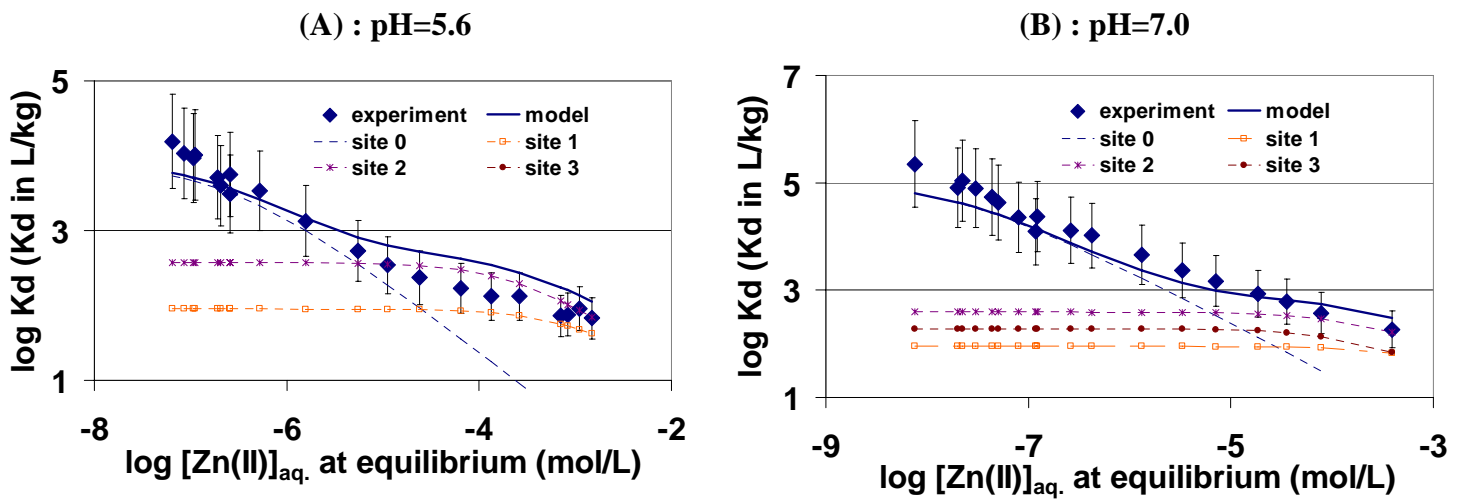 (A) : pH=5.6
5
3
1
-8 -6 -4 -2
log Kd (Kd in L/kg)
log [Zn(II)]aq. at equilibrium (mol/L)
experiment model
site 0 site 1
site 2 site 3
(B) : pH=7.0
7
5
3
1
-9 -7 -5 -3
log Kd (Kd in L/kg)
log [Zn(II)]aq. at equilibrium (mol/L)
experiment model
site 0 site 1
site 2 site 3